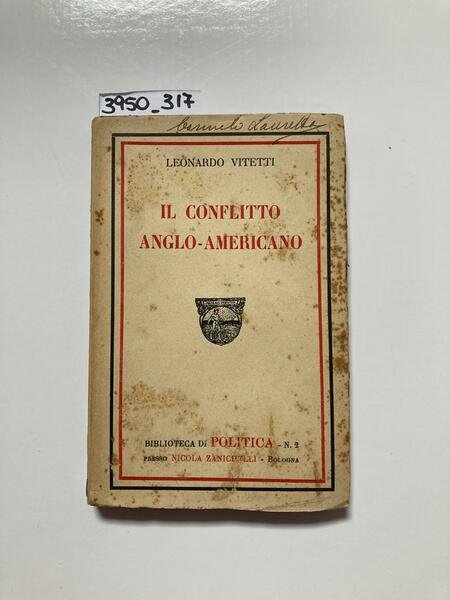 3950_317
LEONARDO VITETTI
IL CONFLITTO
ANGLO-AMERICANO
BIBLIOTECA DI POLITICA - N. 2
PRESSO NICOLA ZANICHELLI - BOLOGNA